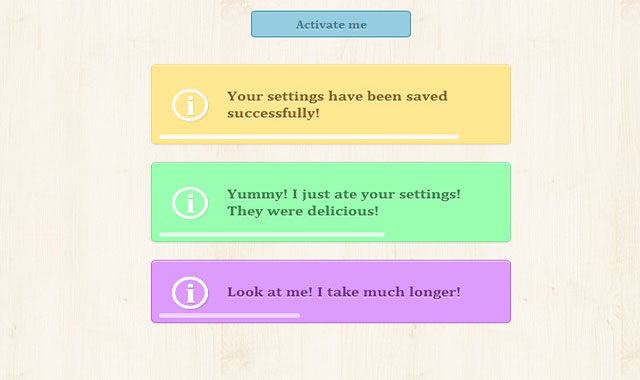 Activate me
Your settings have been saved
successfully!
Yummy! I just ate your settings!
They were delicious!
Look at me! I take much longer!